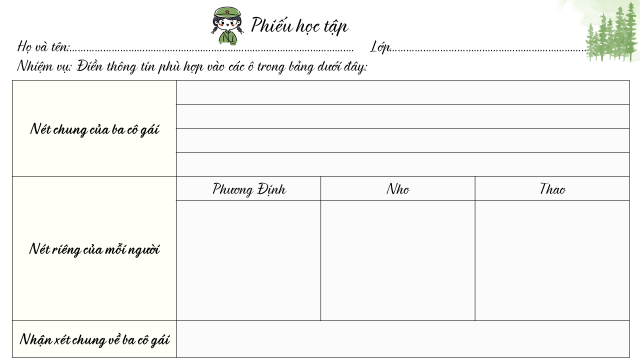 Phiếu học tập
Họ và tên:................................................ Lớp................................................
Nhiệm vụ: Điền thông tin phù hợp vào các ô trong bảng dưới đây:
Nét chung của ba cô gái
Phương Định Nho Thao
Nét riêng của mỗi người
Nhận xét chung về ba cô gái